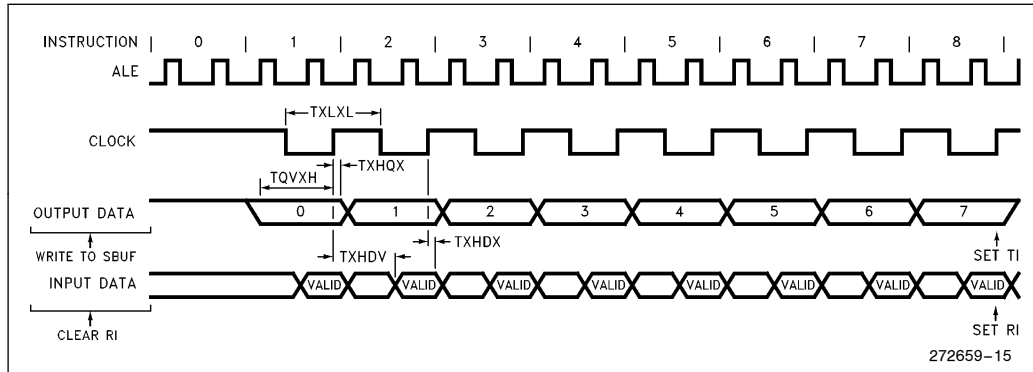 INSTRUCTION | 0 | 1 | 2 | 3 | 4 | 5 | 6 | 7 | 8 |
ALE
TXLXL
CLOCK
TQVXH
TXHQX
OUTPUT DATA 0 1 2 3 4 5 6 7
WRITE TO SBUF
TXHDV
TXHDX
SET TI
INPUT DATA VALID VALID VALID VALID VALID VALID VALID VALID
CLEAR RI
SET RI
272659-15